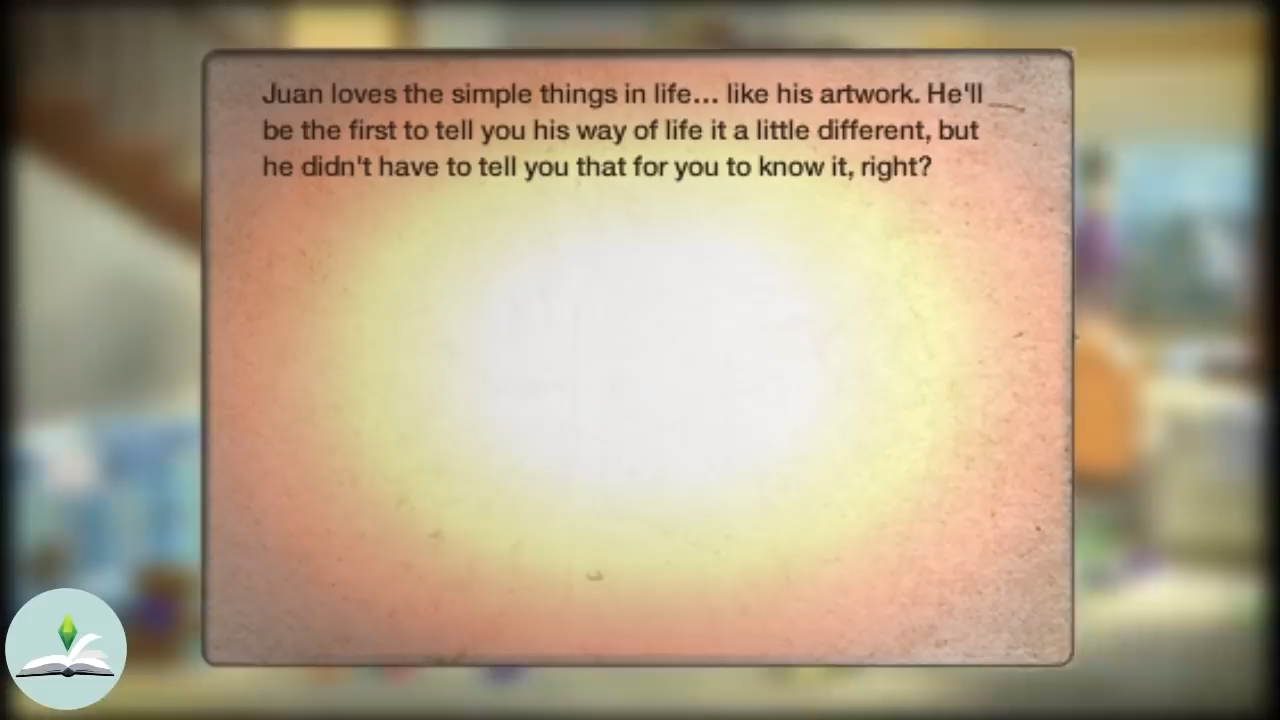 Juan loves the simple things in life... like his artwork. He'll
be the first to tell you his way of life it a little different, but
he didn't have to tell you that for you to know it, right?